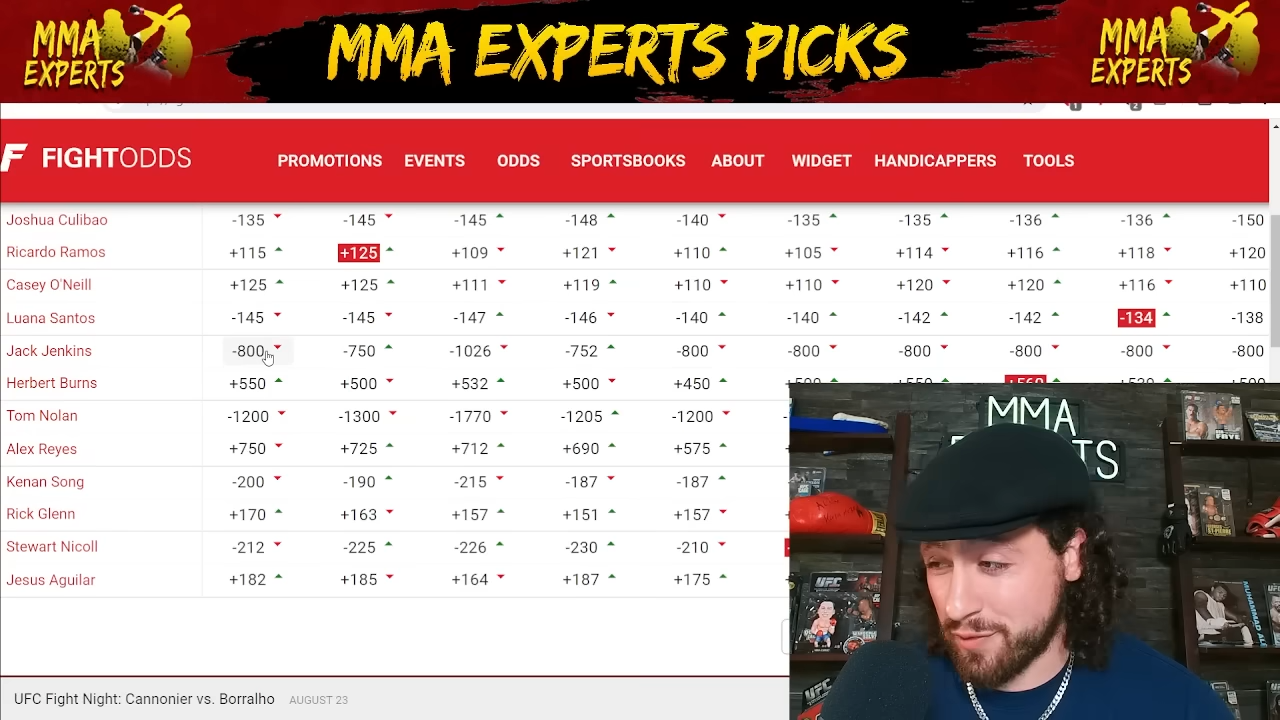 MMA
EXPERTS
MMA EXPERTS PICKS
MMA
EXPERTS
FIGHTODDS
PROMOTIONS EVENTS ODDS SPORTSBOOKS ABOUT WIDGET HANDICAPPERS TOOLS
Joshua Culibao -135 -145 -145 -148 -140 -135 -135 -136 -136 -150
Ricardo Ramos +115 +125 +109 +121 +110 +105 +114 +116 +118 +120
Casey O'Neill +125 +125 +111 +119 +110 +110 +120 +120 +116 +110
Luana Santos -145 -145 -147 -146 -140 -140 -142 -142 -134 -138
Jack Jenkins -800 -750 -1026 -752 -800 -800 -800 -800 -800 -800
Herbert Burns +550 +500 +532 +500 +450
Tom Nolan -1200 -1300 -1770 -1205 -1200
Alex Reyes +750 +725 +712 +690 +575
Kenan Song -200 -190 -215 -187 -187
Rick Glenn +170 +163 +157 +151 +157
Stewart Nicoll -212 -225 -226 -230 -210
Jesus Aguilar +182 +185 +164 +187 +175
UFC Fight Night: Cannonier vs. Borralho AUGUST 23
MMA
UFC
MUHAMMAD AL
UFC